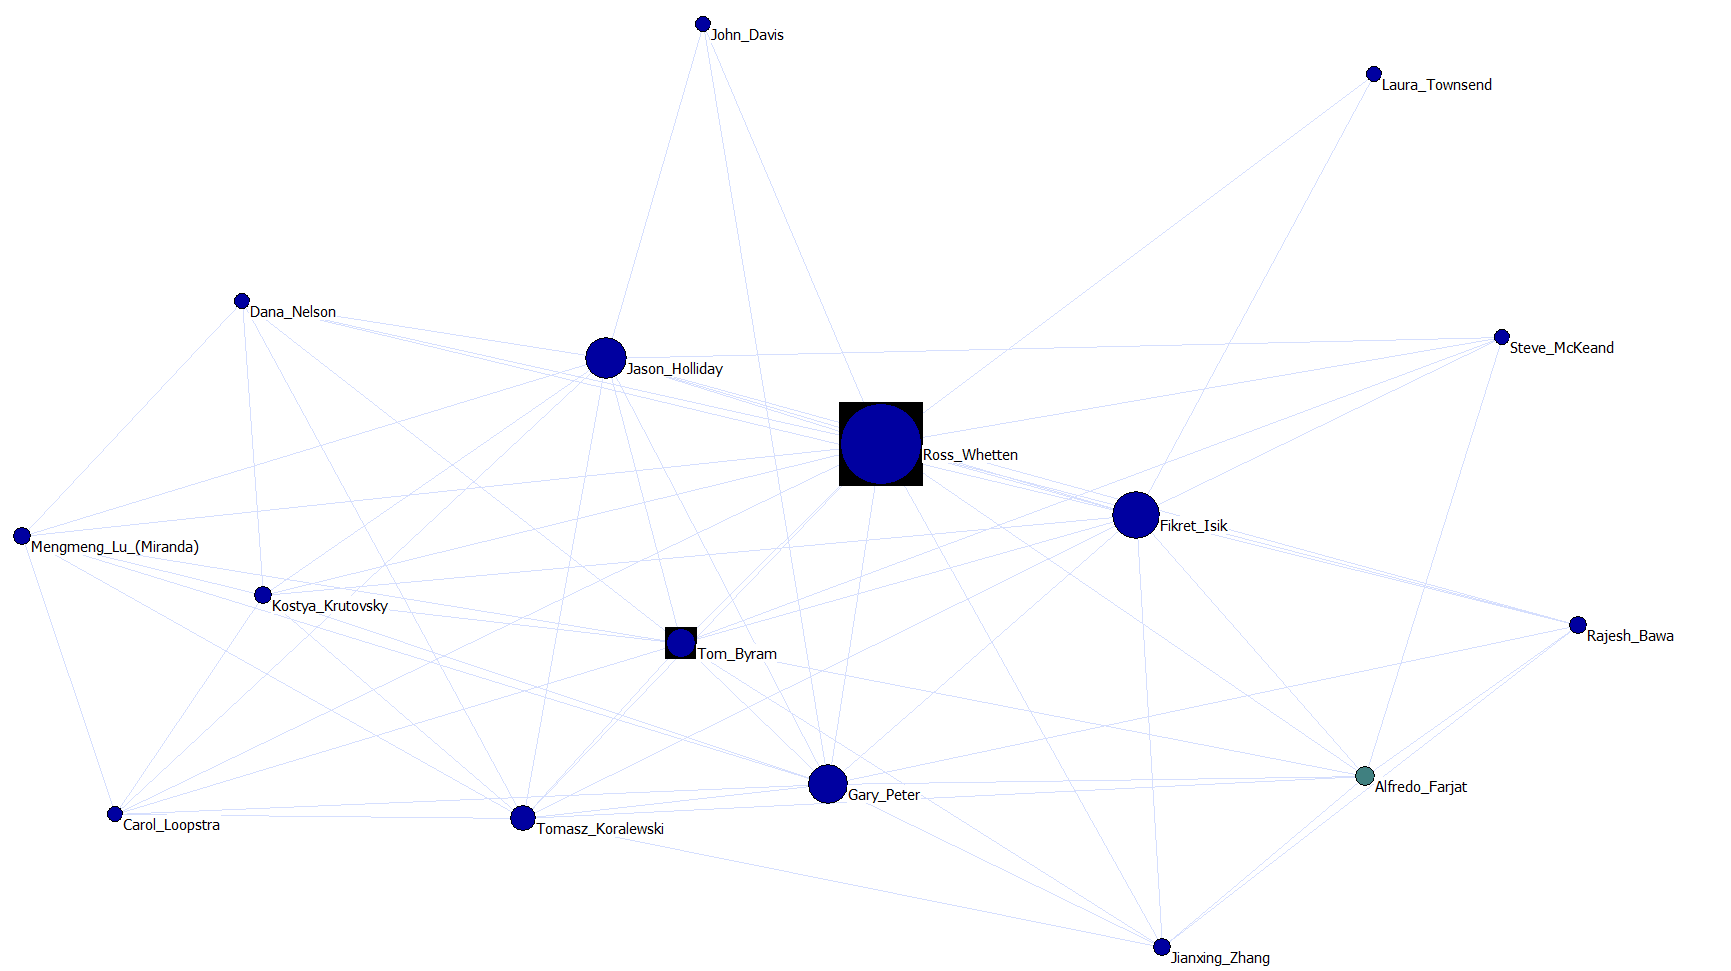 John_Davis
Laura_Townsend
Dana_Nelson
Steve_McKeand
Jason_Holliday
Ross_Whetten
Fikret_Isik
Mengmeng_Lu_(Miranda)
Kostya_Krutovsky
Rajesh_Bawa
Tom_Byram
Alfredo_Farjat
Gary_Peter
Carol_Loopstra
Tomasz_Koralewski
Jianxing_Zhang